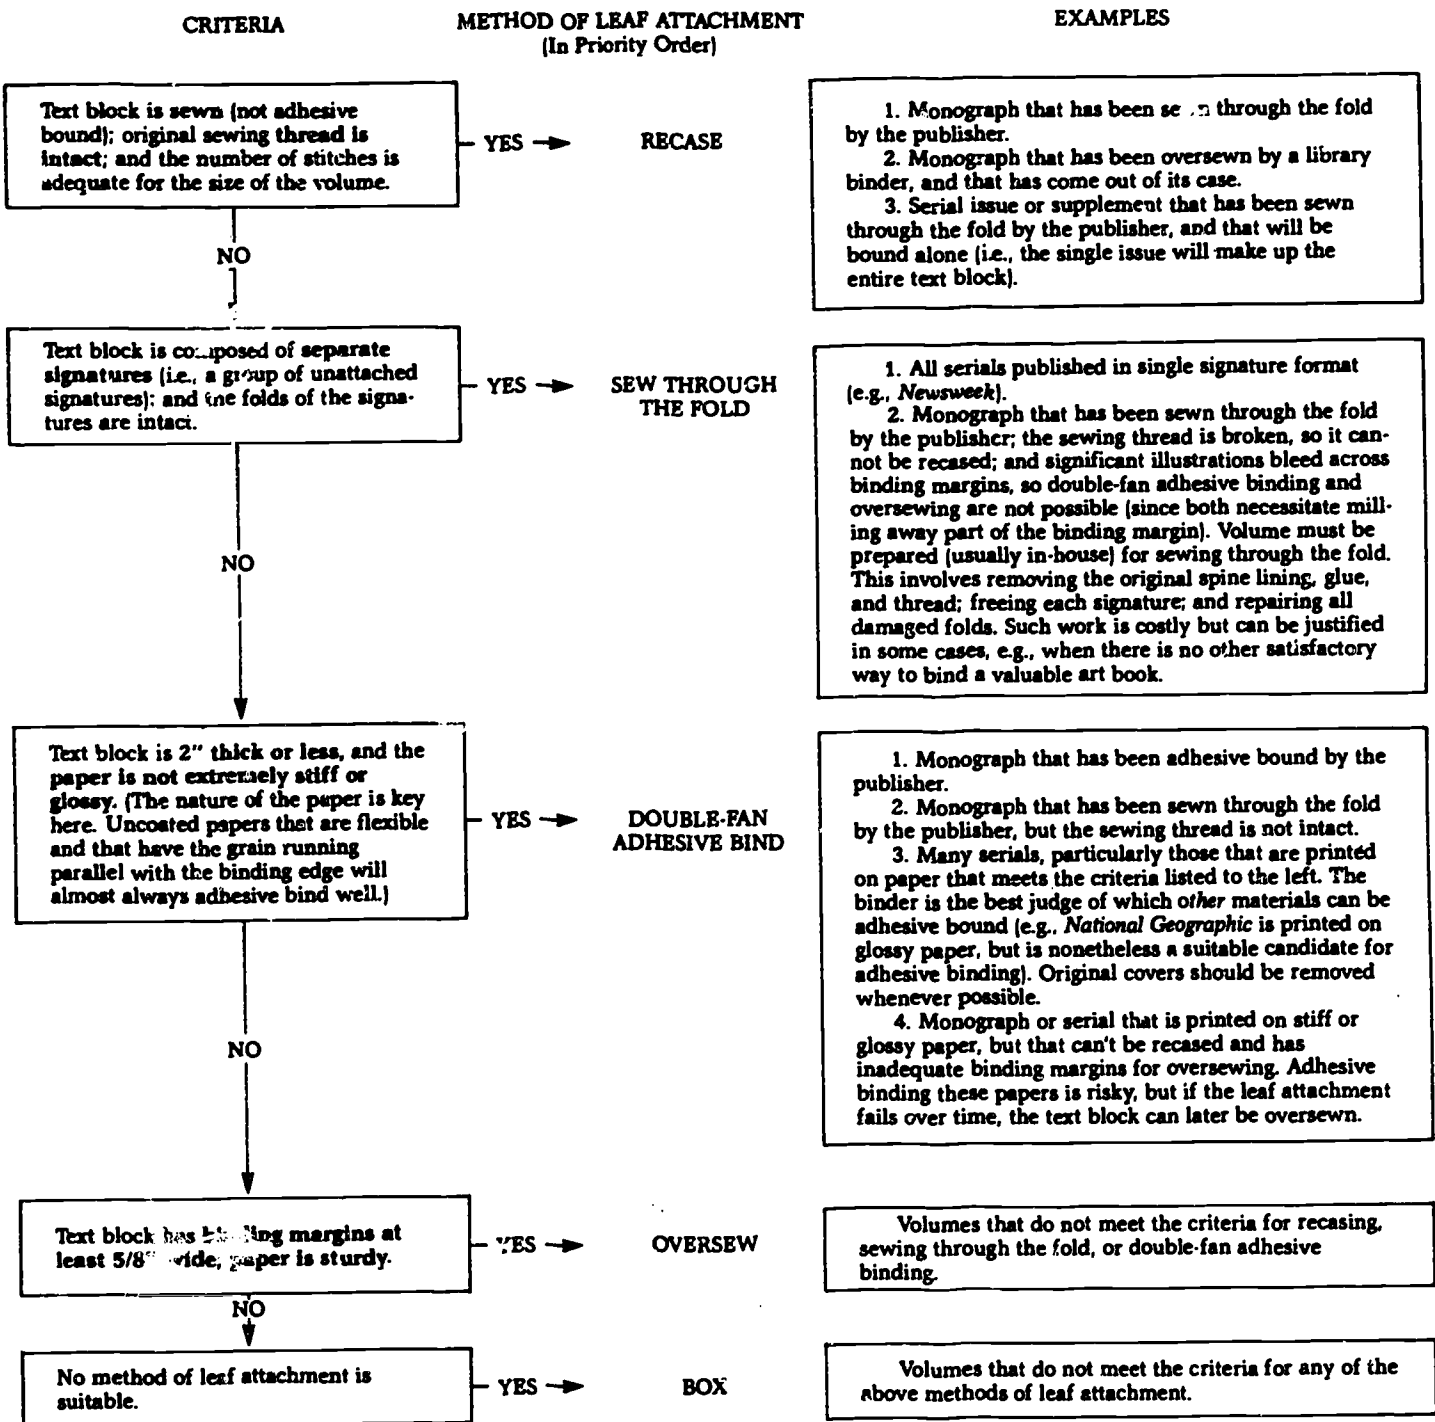 CRITERIA
METHOD OF LEAF ATTACHMENT
(In Priority Order)
EXAMPLES
Text block is sewn (not adhesive
bound); original sewing thread is
intact; and the number of stitches is
adequate for the size of the volume.
YES
RECASE
1. Monograph that has been through the fold
by the publisher.
2. Monograph that has been oversewn by a library
binder, and that has come out of its case.
3. Serial issue or supplement that has been sewn
through the fold by the publisher, and that will be
bound alone (i.e., the single issue will make up the
entire text block).
NO
Text block is composed of separate
signatures (i.e., a group of unattached
signatures); and the folds of the signa-
tures are intact.
YES
SEW THROUGH
THE FOLD
1. All serials published in single signature format
(e.g., Newsweek).
2. Monograph that has been sewn through the fold
by the publisher; the sewing thread is broken, so it can-
not be recased; and significant illustrations bleed across
binding margins, so double-fan adhesive binding and
oversewing are not possible (since both necessitate mill-
ing away part of the binding margin). Volume must be
prepared (usually in-house) for sewing through the fold.
This involves removing the original spine lining, glue,
and thread; freeing each signature; and repairing all
damaged folds. Such work is costly but can be justified
in some cases, e.g., when there is no other satisfactory
way to bind a valuable art book.
NO
Text block is 2" thick or less, and the
paper is not extremely stiff or
glossy. (The nature of the paper is key
here. Uncoated papers that are flexible
and that have the grain running
parallel with the binding edge will
almost always adhesive bind well.)
YES
DOUBLE-FAN
ADHESIVE BIND
1. Monograph that has been adhesive bound by the
publisher.
2. Monograph that has been sewn through the fold
by the publisher, but the sewing thread is not intact.
3. Many serials, particularly those that are printed
on paper that meets the criteria listed to the left. The
binder is the best judge of which other materials can be
adhesive bound (e.g., National Geographic is printed on
glossy paper, but is nonetheless a suitable candidate for
adhesive binding). Original covers should be removed
whenever possible.
4. Monograph or serial that is printed on stiff or
glossy paper, but that can't be recased and has
inadequate binding margins for oversewing. Adhesive
binding these papers is risky, but if the leaf attachment
fails over time, the text block can later be oversewn.
NO
Text block has binding margins at
least 5/8" wide; paper is sturdy.
YES
OVERSEW
Volumes that do not meet the criteria for recasing,
sewing through the fold, or double-fan adhesive
binding.
NO
No method of leaf attachment is
suitable.
YES
BOX
Volumes that do not meet the criteria for any of the
above methods of leaf attachment.